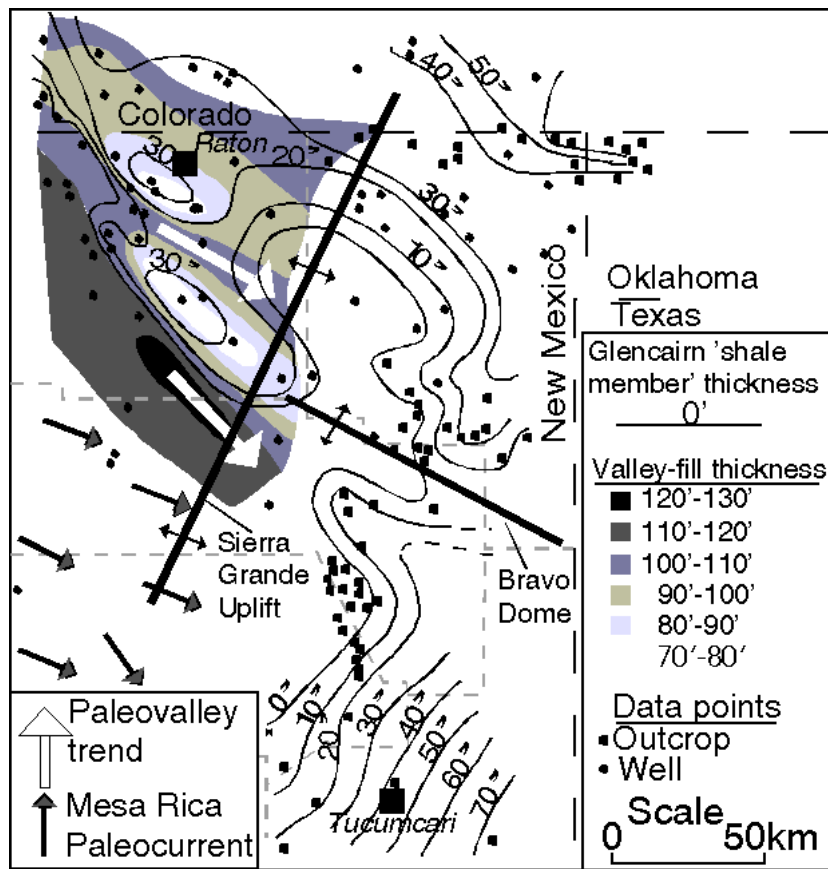 40'
50'
Colorado
Raton
30'
20'
30'
10'
30'
New Mexico
Oklahoma
Texas
Glencairn 'shale
member' thickness
0'
Valley-fill thickness
120'-130'
110'-120'
100'-110'
90'-100'
80'-90'
70'-80'
Sierra
Grande
Uplift
Bravo
Dome
0'
10'
20
30'
40'
50'
60'
70'
Tucumcari
Paleovalley
trend
Mesa Rica
Paleocurrent
Data points
Outcrop
Well
Scale
0 50km